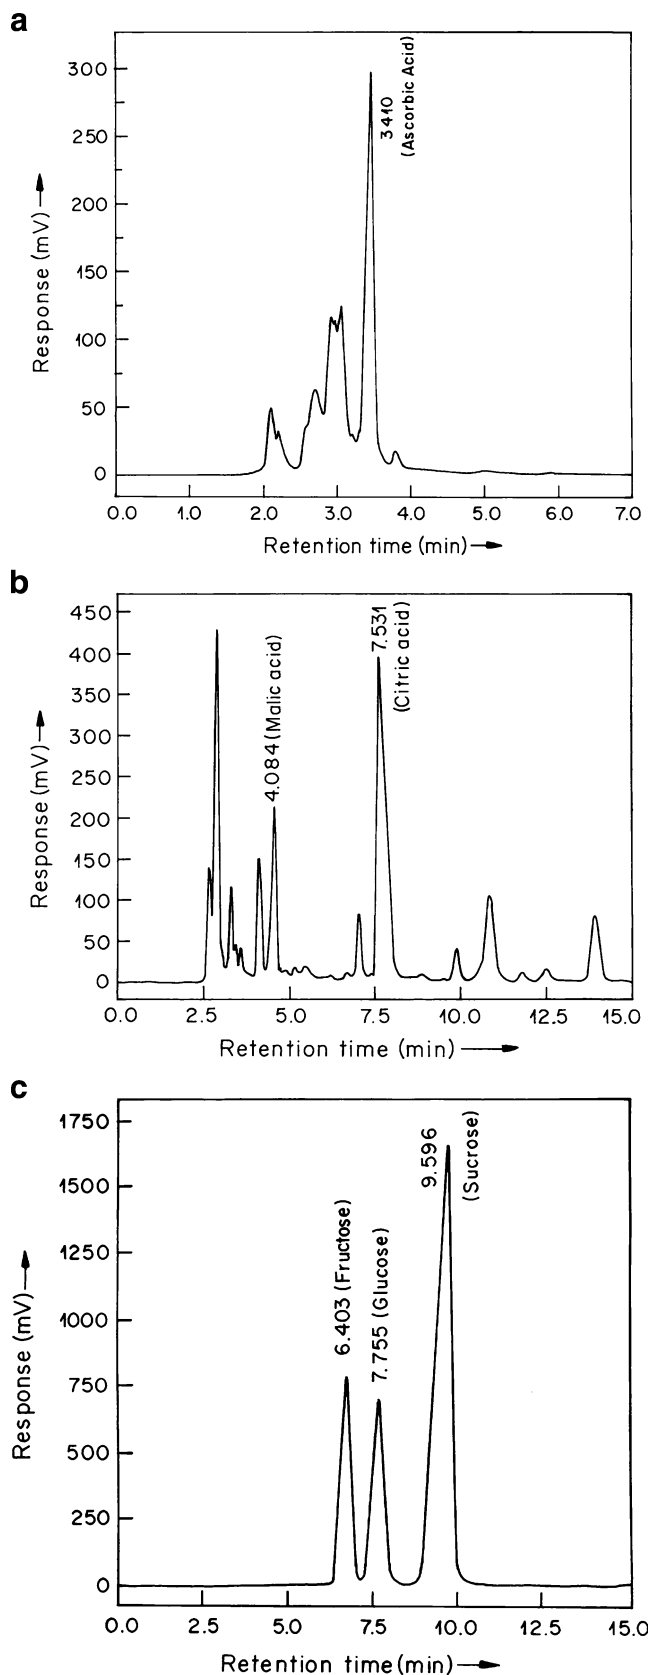 a
300
250
200
150
100
50
0
Response (mV)
3410
(Ascorbic Acid)
0.0 1.0 2.0 3.0 4.0 5.0 6.0 7.0
Retention time (min)
b
450
400
350
300
250
200
150
100
50
0
Response (mV)
4.084 (Malic acid)
7.531
(Citric acid)
0.0 2.5 5.0 7.5 10.0 12.5 15.0
Retention time (min)
c
1750
1500
1250
1000
750
500
250
0
Response (mV)
6.403 (Fructose)
7.755 (Glucose)
9.596
(Sucrose)
0.0 2.5 5.0 7.5 10.0 12.5 15.0
Retention time (min)